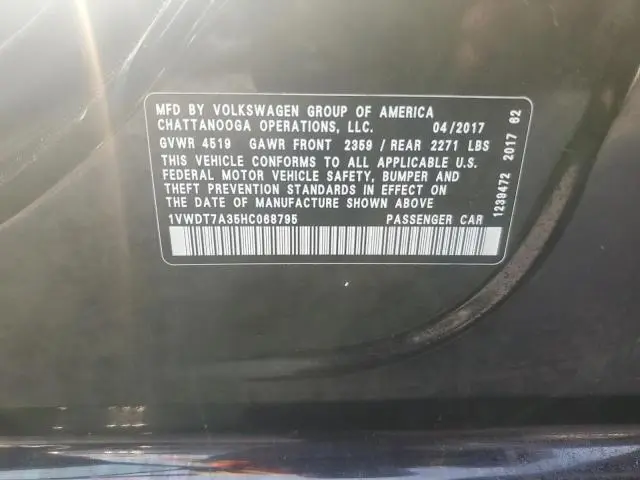 MFD BY VOLKSWAGEN GROUP OF AMERICA
CHATTANOOGA OPERATIONS, LLC. 04/2017
GVWR 4519 GAWR FRONT 2359 / REAR 2271 LBS
THIS VEHICLE CONFORMS TO ALL APPLICABLE U.S.
FEDERAL MOTOR VEHICLE SAFETY, BUMPER AND
THEFT PREVENTION STANDARDS IN EFFECT ON
THE DATE OF MANUFACTURE SHOWN ABOVE
1VWDT7A35HC068795 PASSENGER CAR
1239472 2017 62